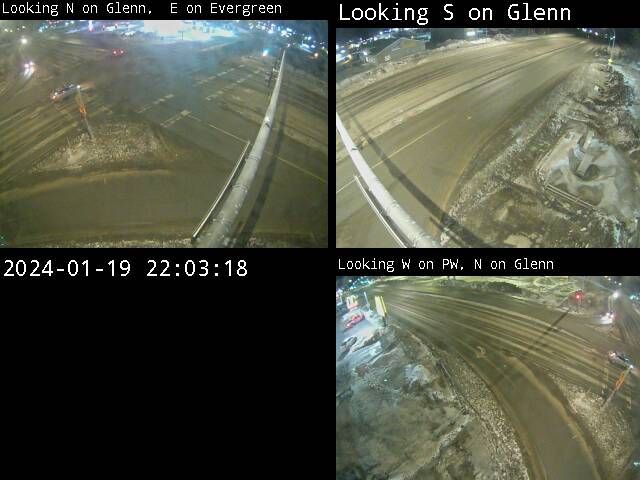 Looking N on Glenn,  E on Evergreen
Looking S on Glenn
2024-01-19 22:03:18
Looking W on PW, N on Glenn